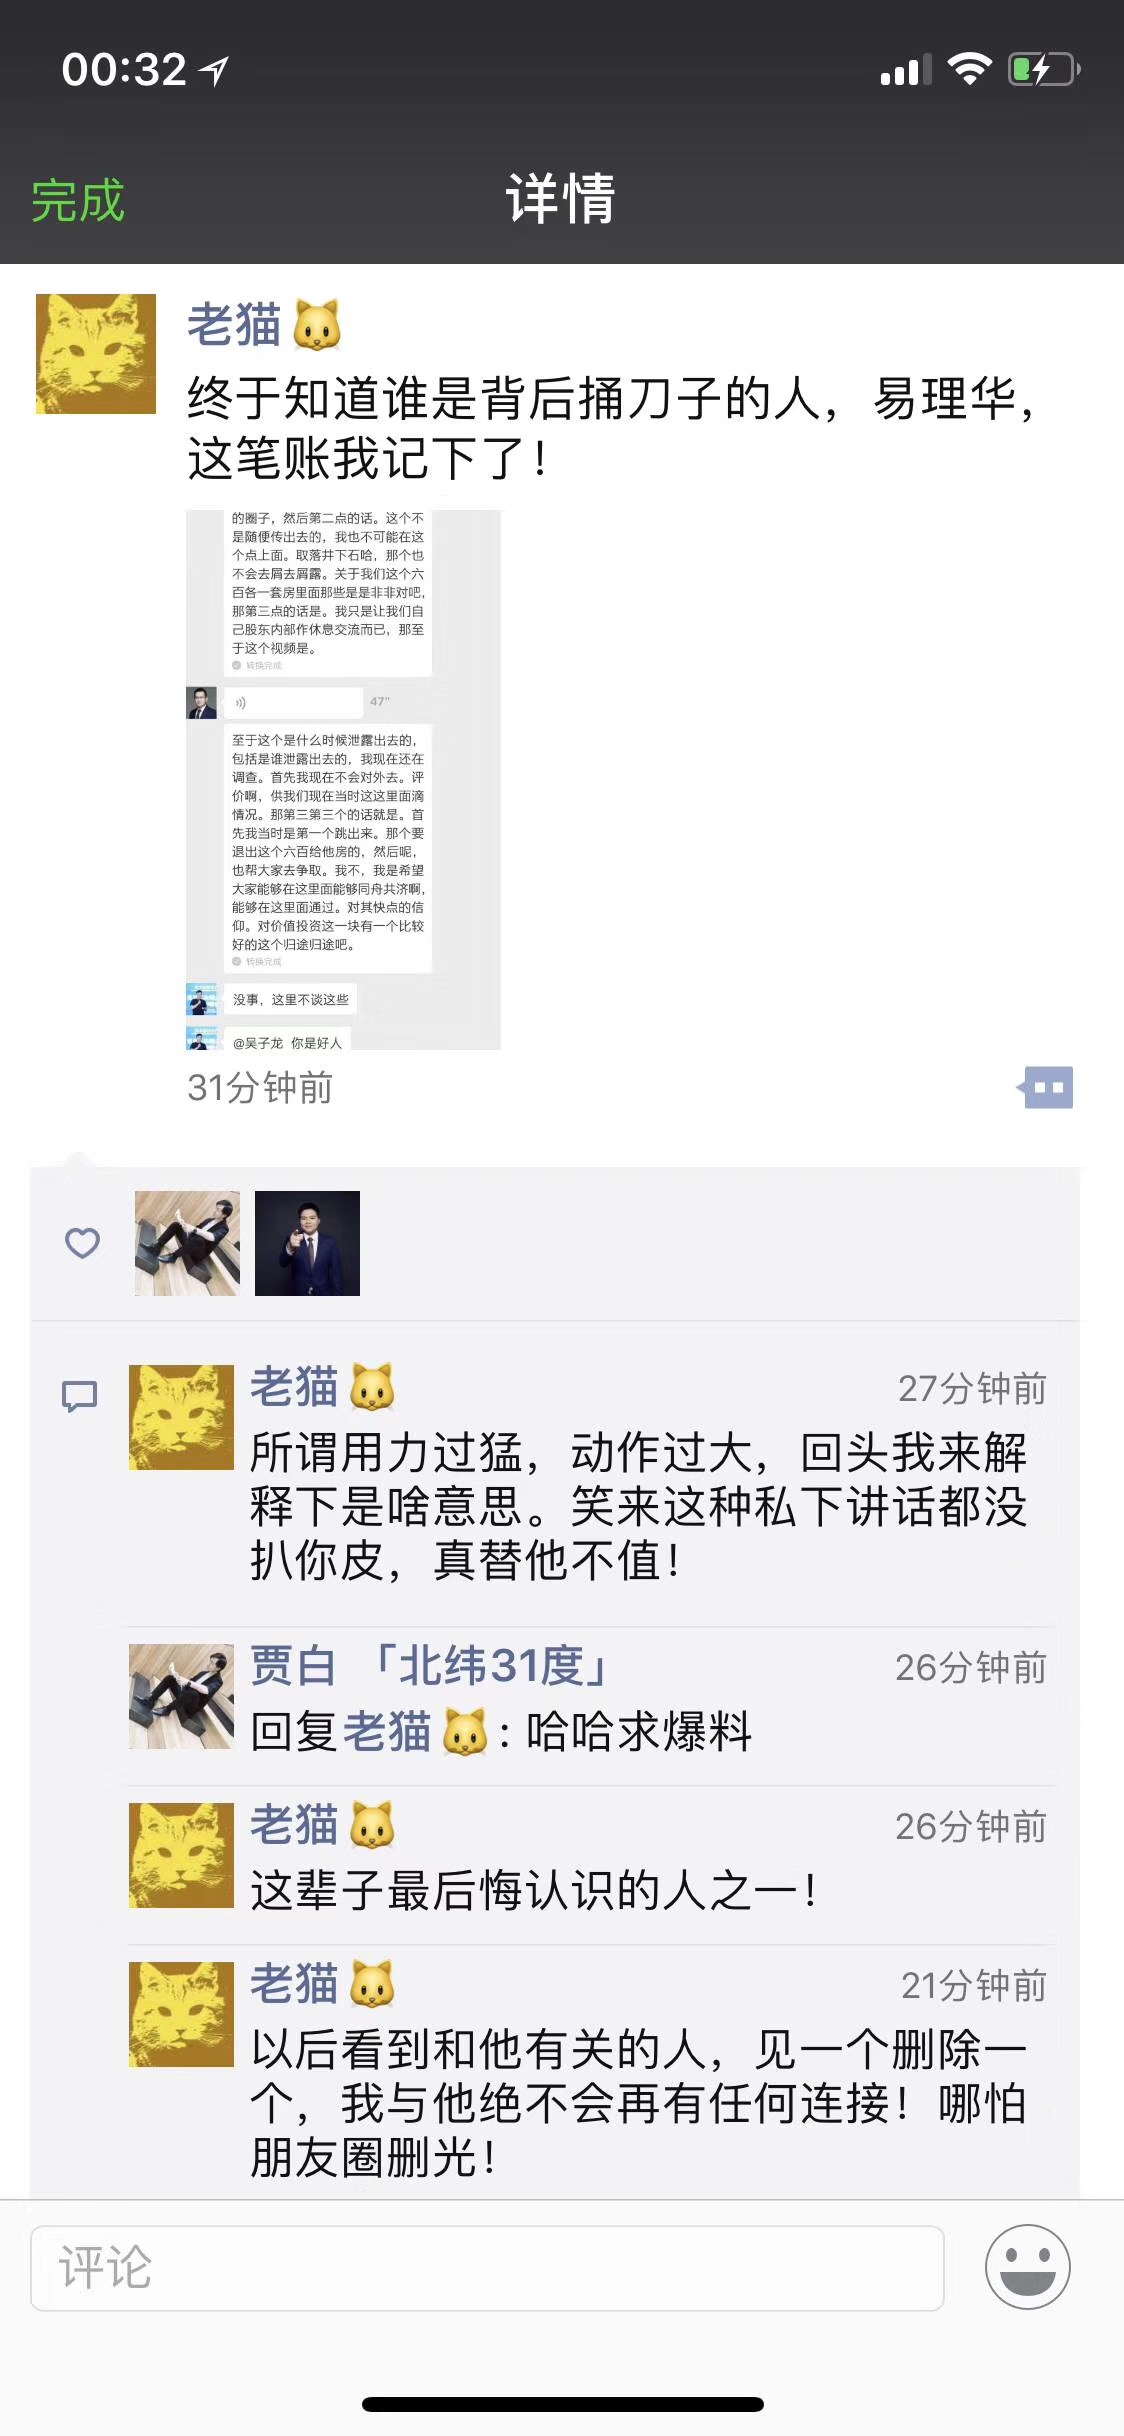 00:32
完成
详情
老猫🐱
终于知道谁是背后捅刀子的人，易理华，
这笔账我记下了！
的圈子，然后第二点的话。这个不
是随便传出去的，我也不可能在这
个点上面。取落井下石哈，那个也
不会去屑去屑露。关于我们这个六
百各一套房里面那些是是非非对吧，
那第三点的话是。我只是让我们自
己股东内部作休息交流而已，那至
于这个视频是。
转换完成
47"
至于这个是什么时候泄露出去的，
包括是谁泄露出去的，我现在还在
调查。首先我现在不会对外去。评
价啊，供我们现在当时这这里面滴
情况。那第三第三个的话就是。首
先我当时是第一个跳出来。那个要
退出这个六百给他房的，然后呢，
也帮大家去争取。我不，我是希望
大家能够在这里面能够同舟共济啊，
能够在这里面通过。对其快点的信
仰。对价值投资这一块有一个比较
好的这个归途归途吧。
转换完成
没事，这里不谈这些
@吴子龙 你是好人
31分钟前
老猫🐱
27分钟前
所谓用力过猛，动作过大，回头我来解
释下是啥意思。笑来这种私下讲话都没
扒你皮，真替他不值！
贾白 「北纬31度」
26分钟前
回复老猫🐱: 哈哈求爆料
老猫🐱
26分钟前
这辈子最后悔认识的人之一！
老猫🐱
21分钟前
以后看到和他有关的人，见一个删除一
个，我与他绝不会再有任何连接！哪怕
朋友圈删光！
评论